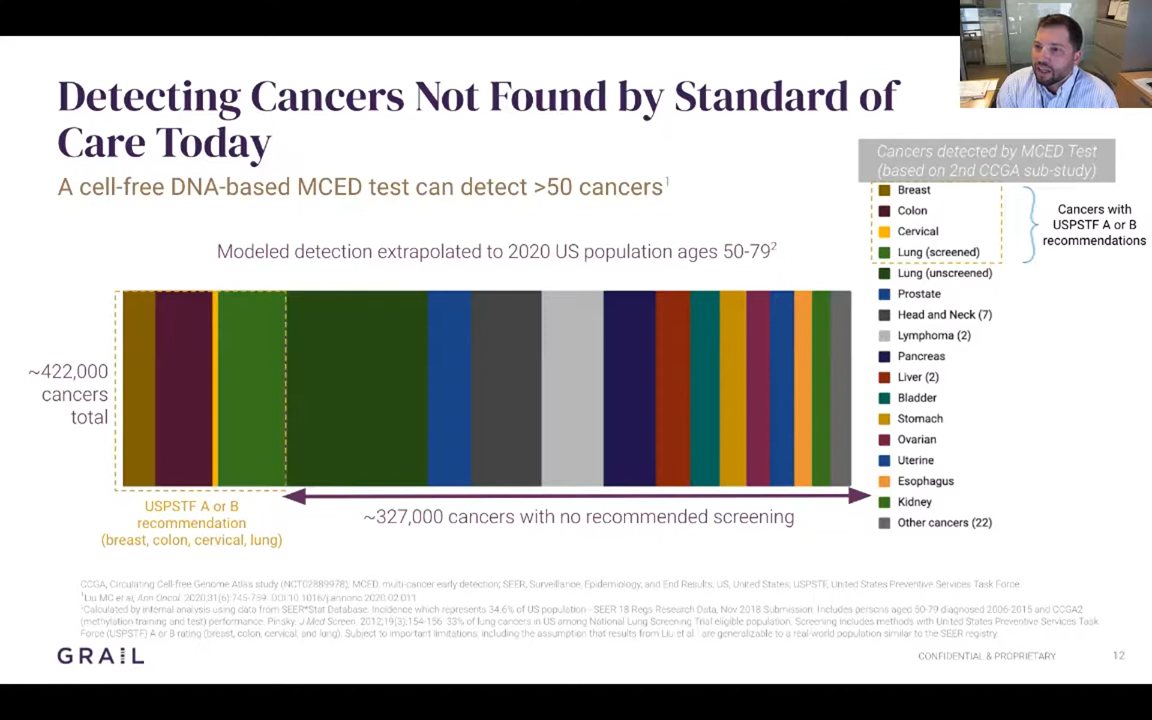 Detecting Cancers Not Found by Standard of
Care Today
A cell-free DNA-based MCED test can detect >50 cancers1
Modeled detection extrapolated to 2020 US population ages 50-792
~422,000
cancers
total
USPSTF A or B
recommendation
(breast, colon, cervical, lung)
~327,000 cancers with no recommended screening
Cancers detected by MCED Test
(based on 2nd CCGA sub-study)
Breast
Colon
Cervical
Lung (screened)
Lung (unscreened)
Prostate
Head and Neck (7)
Lymphoma (2)
Pancreas
Liver (2)
Bladder
Stomach
Ovarian
Uterine
Esophagus
Kidney
Other cancers (22)
Cancers with
USPSTF A or B
recommendations
CCGA, Circulating Cell-free Genome Atlas study (NCT02889978); MCED, multi-cancer early detection; SEER, Surveillance, Epidemiology, and End Results; US, United States, USPSTF, United States Preventive Services Task Force.
1Liu MC et al, Ann Oncol. 2020;31(6):745-759. DOI:10.1016/j.annonc.2020.02.011.
2Calculated by internal analysis using data from SEER*Stat Database. Incidence which represents 34.6% of US population - SEER 18 Regs Research Data, Nov 2018 Submission. Includes persons aged 50-79 diagnosed 2006-2015 and CCGA2
(methylation training and test) performance. Pinsky, J Med Screen. 2012;19(3):154-156. 33% of lung cancers in US among National Lung Screening Trial eligible population. Screening includes methods with United States Preventive Services Task
Force (USPSTF) A or B rating (breast, colon, cervical, and lung). Subject to important limitations, including the assumption that results from Liu et al.1 are generalizable to a real-world population similar to the SEER registry.
GRAIL
CONFIDENTIAL & PROPRIETARY
12